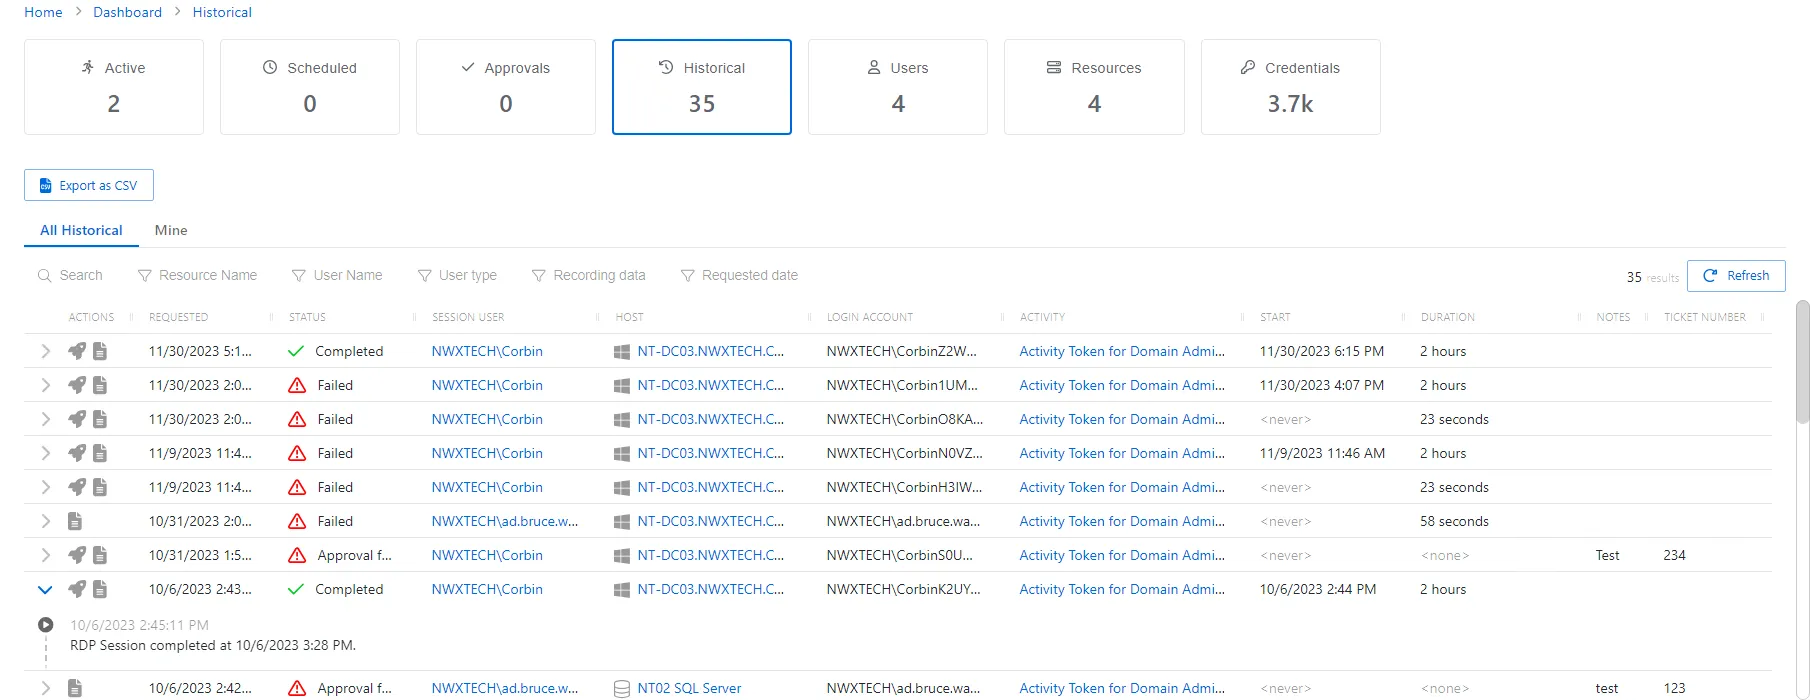 Home > Dashboard > Historical
Active Scheduled Approvals Historical Users Resources Credentials
2 0 0 35 4 4 3.7k
Export as CSV
All Historical Mine
Search Resource Name User Name User type Recording data Requested date 35 results Refresh
ACTIONS REQUESTED STATUS SESSION USER HOST LOGIN ACCOUNT ACTIVITY START DURATION NOTES TICKET NUMBER
11/30/2023 5:1... Completed NWXTECH\Corbin NT-DC03.NWXTECH.C... NWXTECH\CorbinZ2W... Activity Token for Domain Admi... 11/30/2023 6:15 PM 2 hours
11/30/2023 2:0... Failed NWXTECH\Corbin NT-DC03.NWXTECH.C... NWXTECH\Corbin1UM... Activity Token for Domain Admi... 11/30/2023 4:07 PM 2 hours
11/30/2023 2:0... Failed NWXTECH\Corbin NT-DC03.NWXTECH.C... NWXTECH\CorbinO8KA... Activity Token for Domain Admi... <never> 23 seconds
11/9/2023 11:4... Failed NWXTECH\Corbin NT-DC03.NWXTECH.C... NWXTECH\CorbinN0VZ... Activity Token for Domain Admi... 11/9/2023 11:46 AM 2 hours
11/9/2023 11:4... Failed NWXTECH\Corbin NT-DC03.NWXTECH.C... NWXTECH\CorbinH3IW... Activity Token for Domain Admi... <never> 23 seconds
10/31/2023 2:0... Failed NWXTECH\ad.bruce.w... NT-DC03.NWXTECH.C... NWXTECH\ad.bruce.wa... Activity Token for Domain Admi... <never> 58 seconds
10/31/2023 1:5... Approval f... NWXTECH\Corbin NT-DC03.NWXTECH.C... NWXTECH\CorbinS0U... Activity Token for Domain Admi... <never> <none> Test 234
10/6/2023 2:43... Completed NWXTECH\Corbin NT-DC03.NWXTECH.C... NWXTECH\CorbinK2UY... Activity Token for Domain Admi... 10/6/2023 2:44 PM 2 hours
10/6/2023 2:45:11 PM
RDP Session completed at 10/6/2023 3:28 PM.
10/6/2023 2:42... Approval f... NWXTECH\ad.bruce.w... NT02 SQL Server NWXTECH\ad.bruce.wa... Activity Token for Domain Admi... <never> <none> test 123